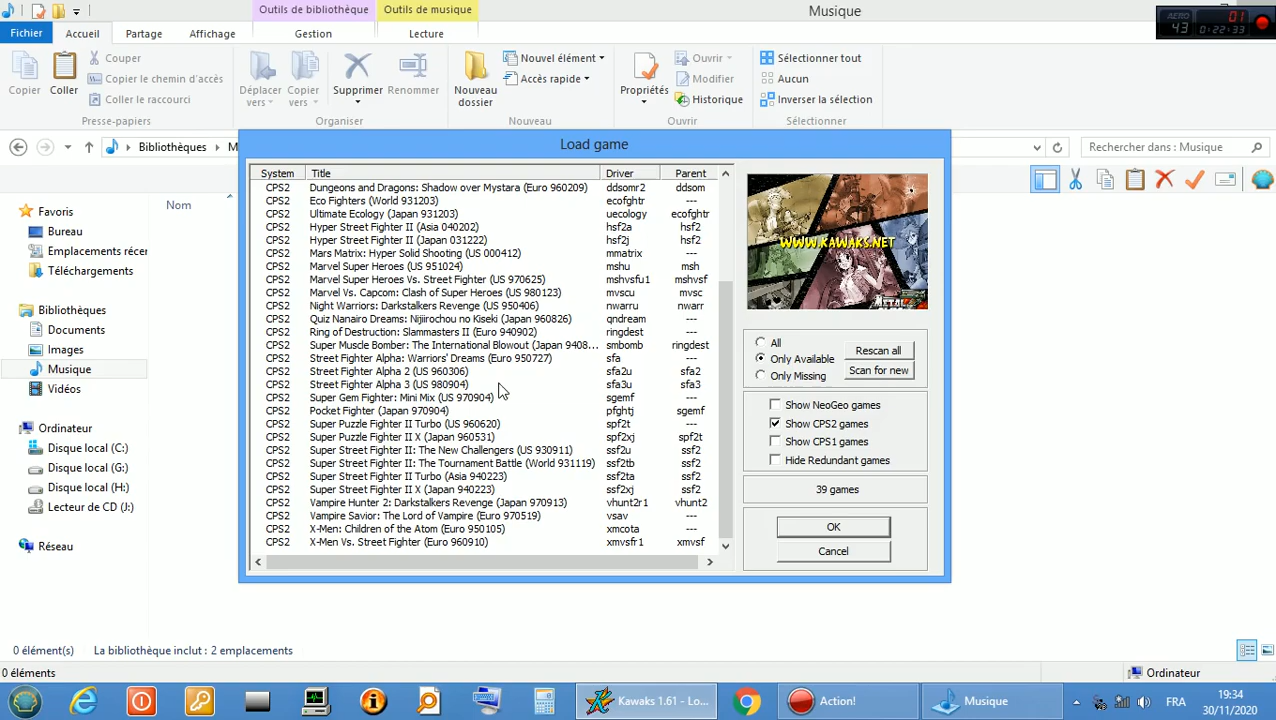 Outils de bibliothèque Outils de musique Musique
Fichier Accueil Partage Affichage Gestion Lecture
AERO 43 01 0:22:33
Copier
Coller
Couper
Copier le chemin d'accès
Coller le raccourci
Presse-papiers
Déplacer vers
Copier vers
Supprimer
Renommer
Organiser
Nouveau dossier
Nouvel élément
Accès rapide
Nouveau
Propriétés
Ouvrir
Modifier
Historique
Ouvrir
Sélectionner tout
Aucun
Inverser la sélection
Sélectionner
Bibliothèques M
Rechercher dans : Musique
Nom
Favoris
Bureau
Emplacements récer
Téléchargements
Bibliothèques
Documents
Images
Musique
Vidéos
Ordinateur
Disque local (C:)
Disque local (G:)
Disque local (H:)
Lecteur de CD (J:)
Réseau
Load game
System Title Driver Parent
CPS2 Dungeons and Dragons: Shadow over Mystara (Euro 960209) ddsomr2 ddsom
CPS2 Eco Fighters (World 931203) ecofghtr ---
CPS2 Ultimate Ecology (Japan 931203) uecology ecofghtr
CPS2 Hyper Street Fighter II (Asia 040202) hsf2a hsf2
CPS2 Hyper Street Fighter II (Japan 031222) hsf2j hsf2
CPS2 Mars Matrix: Hyper Solid Shooting (US 000412) mmatrix ---
CPS2 Marvel Super Heroes (US 951024) mshu msh
CPS2 Marvel Super Heroes Vs. Street Fighter (US 970625) mshvsfu1 mshvsf
CPS2 Marvel Vs. Capcom: Clash of Super Heroes (US 980123) mvscu mvsc
CPS2 Night Warriors: Darkstalkers Revenge (US 950406) nwarru nwarr
CPS2 Quiz Nanairo Dreams: Nijiirochou no Kiseki (Japan 960826) qndream ---
CPS2 Ring of Destruction: Slammasters II (Euro 940902) ringdest ---
CPS2 Super Muscle Bomber: The International Blowout (Japan 9408... smbomb ringdest
CPS2 Street Fighter Alpha: Warriors' Dreams (Euro 950727) sfa ---
CPS2 Street Fighter Alpha 2 (US 960306) sfa2u sfa2
CPS2 Street Fighter Alpha 3 (US 980904) sfa3u sfa3
CPS2 Super Gem Fighter: Mini Mix (US 970904) sgemf ---
CPS2 Pocket Fighter (Japan 970904) pfghtj sgemf
CPS2 Super Puzzle Fighter II Turbo (US 960620) spf2t ---
CPS2 Super Puzzle Fighter II X (Japan 960531) spf2xj spf2t
CPS2 Super Street Fighter II: The New Challengers (US 930911) ssf2u ssf2
CPS2 Super Street Fighter II: The Tournament Battle (World 931119) ssf2tb ssf2
CPS2 Super Street Fighter II Turbo (Asia 940223) ssf2ta ssf2
CPS2 Super Street Fighter II X (Japan 940223) ssf2xj ssf2
CPS2 Vampire Hunter 2: Darkstalkers Revenge (Japan 970913) vhunt2r1 vhunt2
CPS2 Vampire Savior: The Lord of Vampire (Euro 970519) xsav ---
CPS2 X-Men: Children of the Atom (Euro 950105) xmcota ---
CPS2 X-Men Vs. Street Fighter (Euro 960910) xmvsfr1 xmvsf
WWW.KAWAKS.NET
All
Only Available
Only Missing
Rescan all
Scan for new
Show NeoGeo games
Show CPS2 games
Show CPS1 games
Hide Redundant games
39 games
OK
Cancel
0 élément(s) La bibliothèque inclut : 2 emplacements
0 éléments Ordinateur
Kawaks 1.61 - Lo...
Action!
Musique
FRA
19:34
30/11/2020